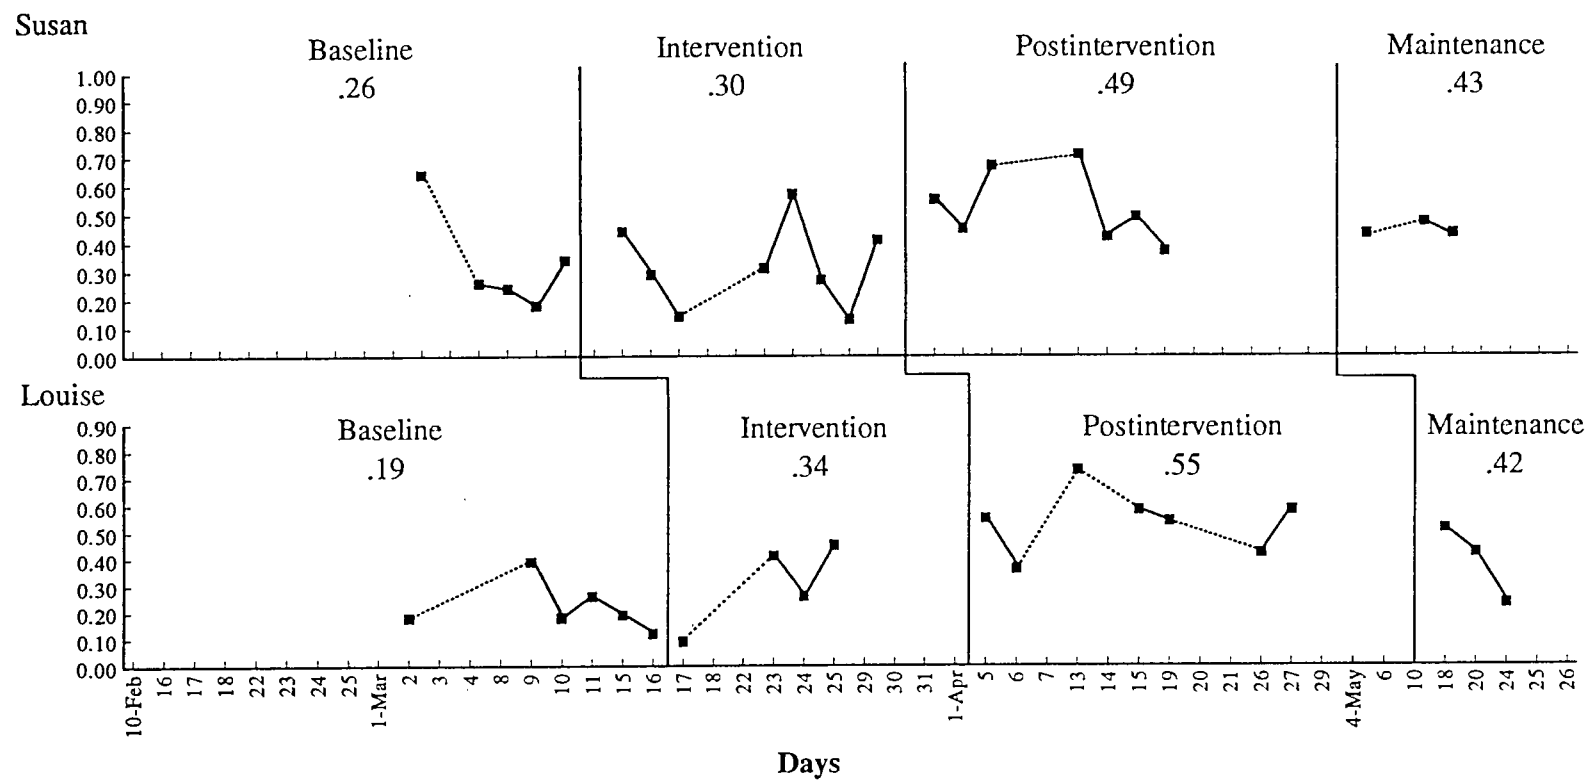 Susan
Baseline Intervention Postintervention Maintenance
.26 .30 .49 .43
1.00
0.90
0.80
0.70
0.60
0.50
0.40
0.30
0.20
0.10
0.00
Louise
Baseline Intervention Postintervention Maintenance
.19 .34 .55 .42
0.90
0.80
0.70
0.60
0.50
0.40
0.30
0.20
0.10
0.00
10-Feb 16 17 18 22 23 24 25 1-Mar 2 3 4 8 9 10 11 15 16 17 18 22 23 24 25 29 30 31 1-Apr 5 6 7 13 14 15 19 20 21 26 27 29 4-May 6 10 18 20 24 25 26
Days